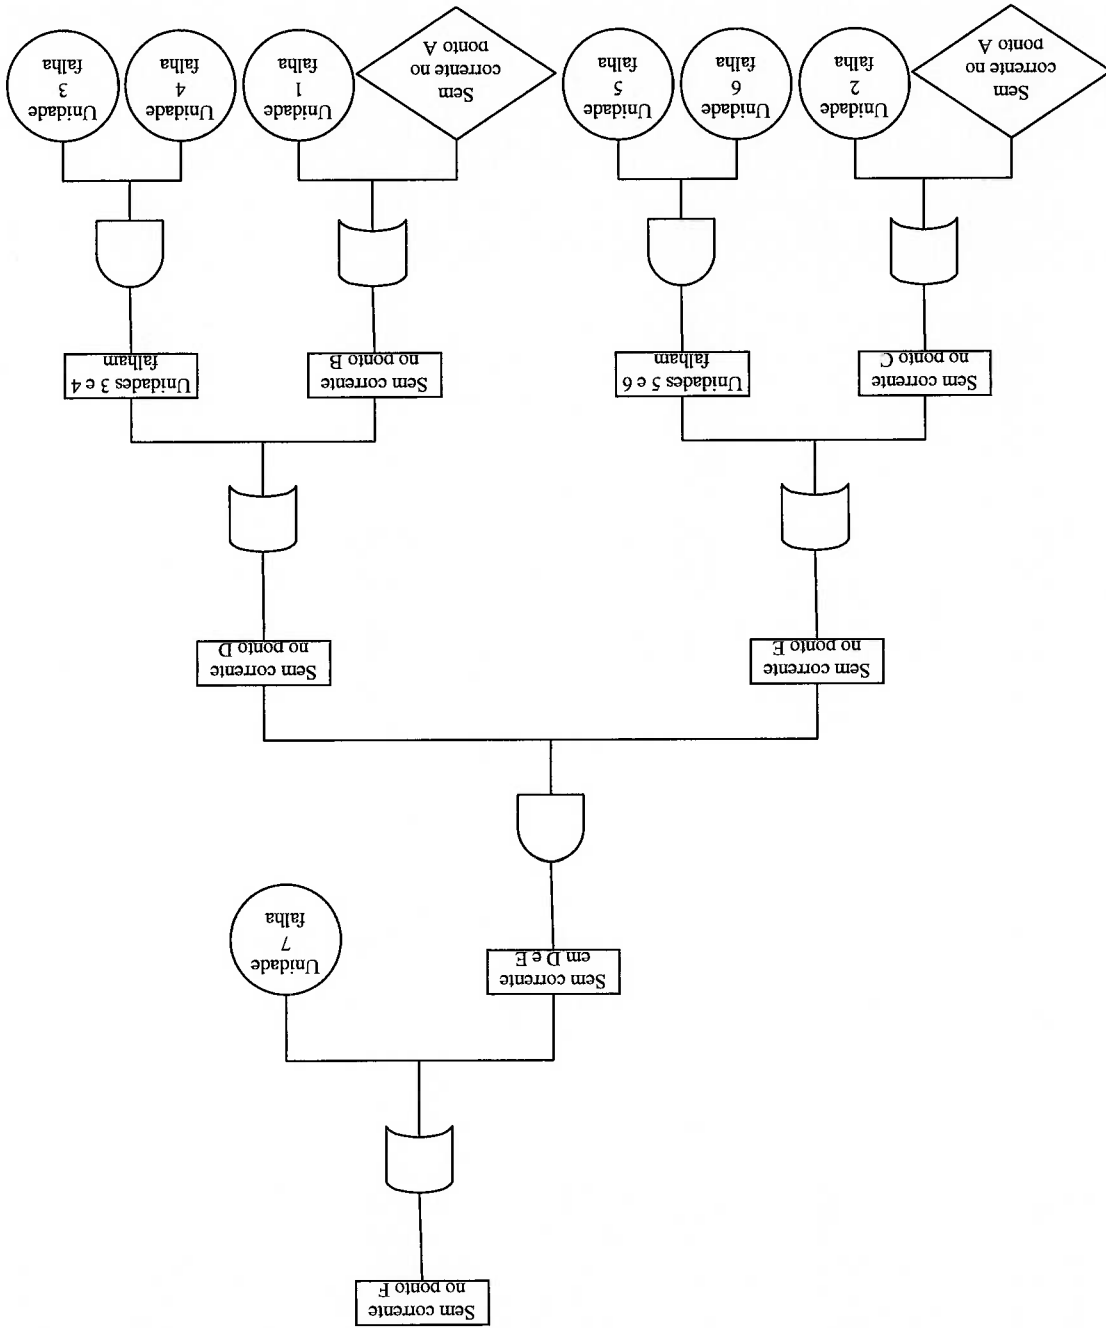 Sem corrente
no ponto F
Sem corrente
em D e E
Unidade
7
falha
Sem corrente
no ponto E
Sem corrente
no ponto D
Sem corrente
no ponto C
Unidades 5 e 6
falham
Sem corrente
no ponto B
Unidades 3 e 4
falham
Sem
corrente no
ponto A
Unidade
2
falha
Unidade
6
falha
Unidade
5
falha
Sem
corrente no
ponto A
Unidade
1
falha
Unidade
4
falha
Unidade
3
falha